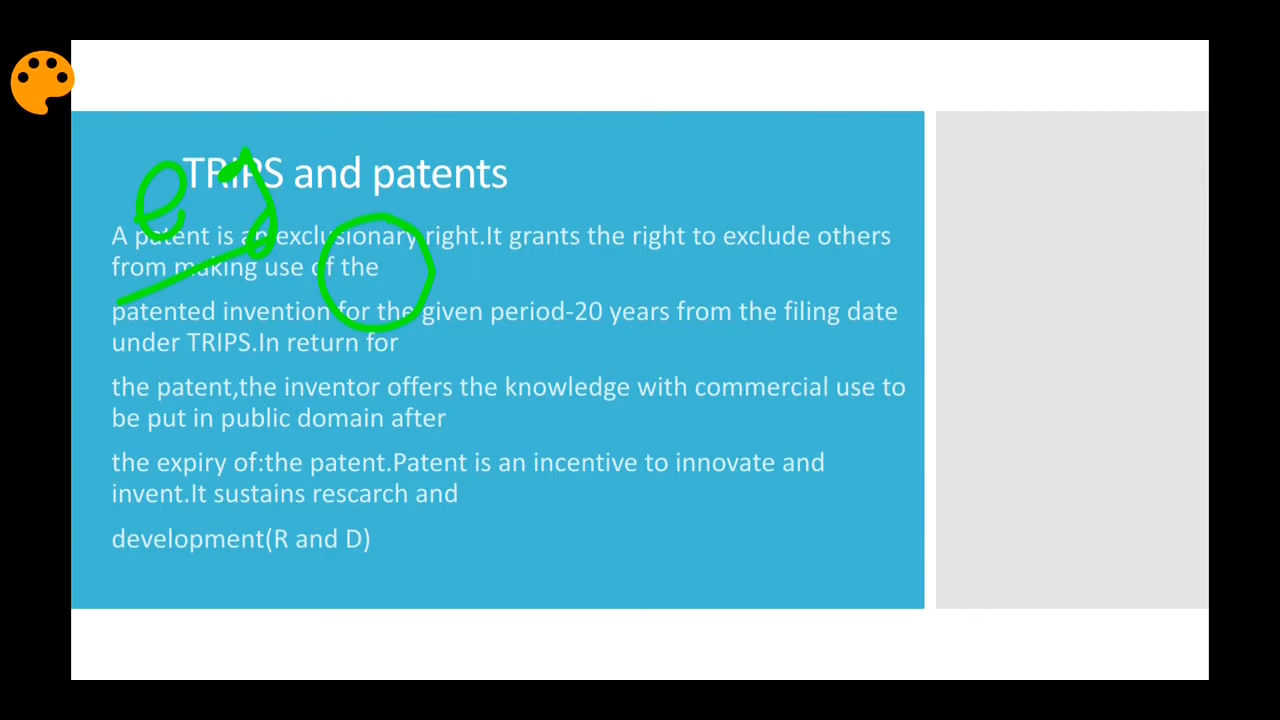 TRIPS and patents
A patent is an exclusionary right.It grants the right to exclude others
from making use of the
patented invention for the given period-20 years from the filing date
under TRIPS.In return for
the patent,the inventor offers the knowledge with commercial use to
be put in public domain after
the expiry of:the patent.Patent is an incentive to innovate and
invent.It sustains rescarch and
development(R and D)